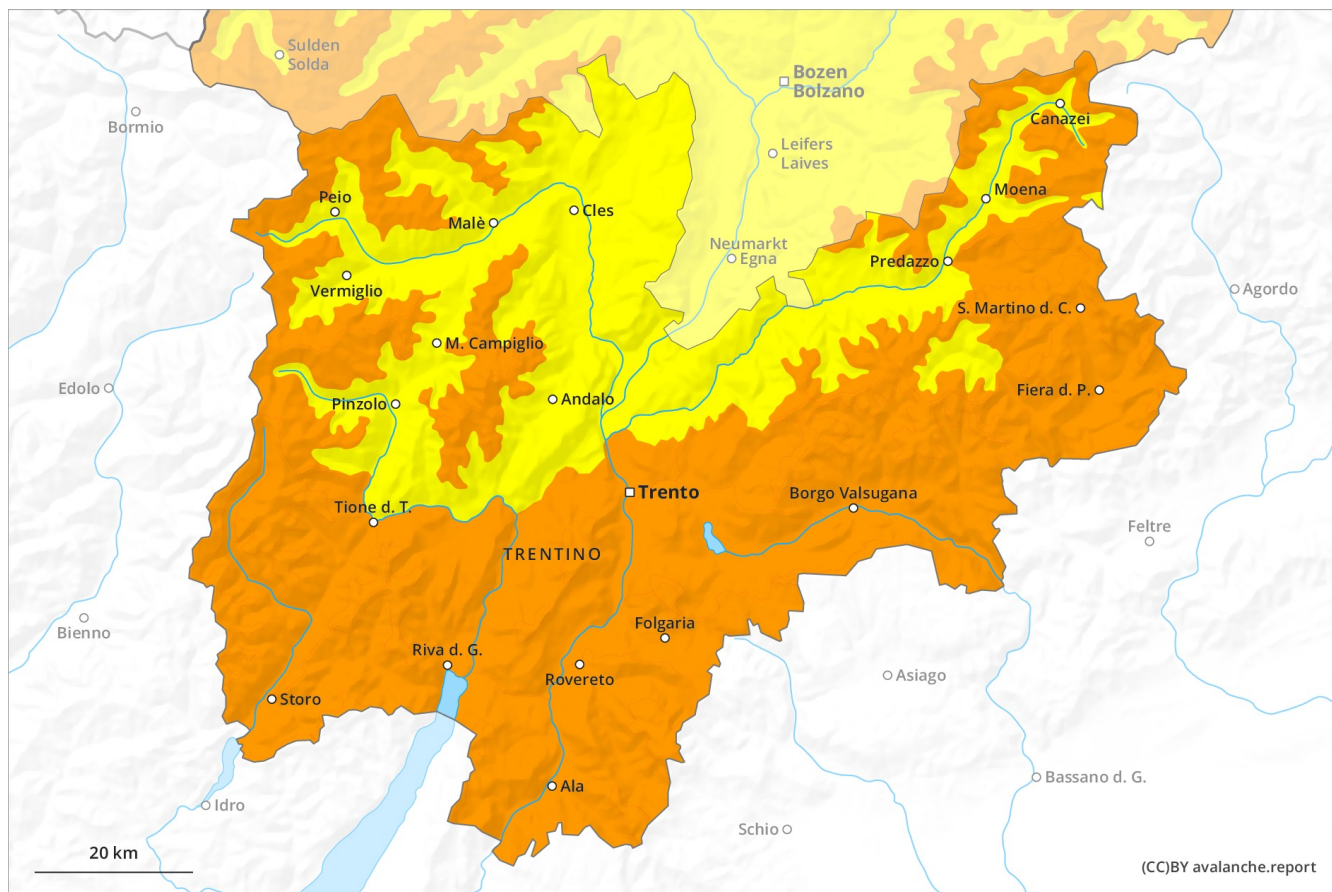 Sulden
Solda
Bozen
Bolzano
Bormio
Canazei
Leifers
Laives
Peio
Moena
Malè
Cles
Neumarkt
Egna
Predazzo
Vermiglio
Agordo
S. Martino d. C.
M. Campiglio
Edolo
Fiera d. P.
Andalo
Pinzolo
Trento
Borgo Valsugana
Tione d. T.
Feltre
TRENTINO
Folgaria
Bienno
Riva d. G.
Asiago
Rovereto
Storo
Bassano d. G.
Ala
Idro
Schio
20 km
(CC)BY avalanche.report